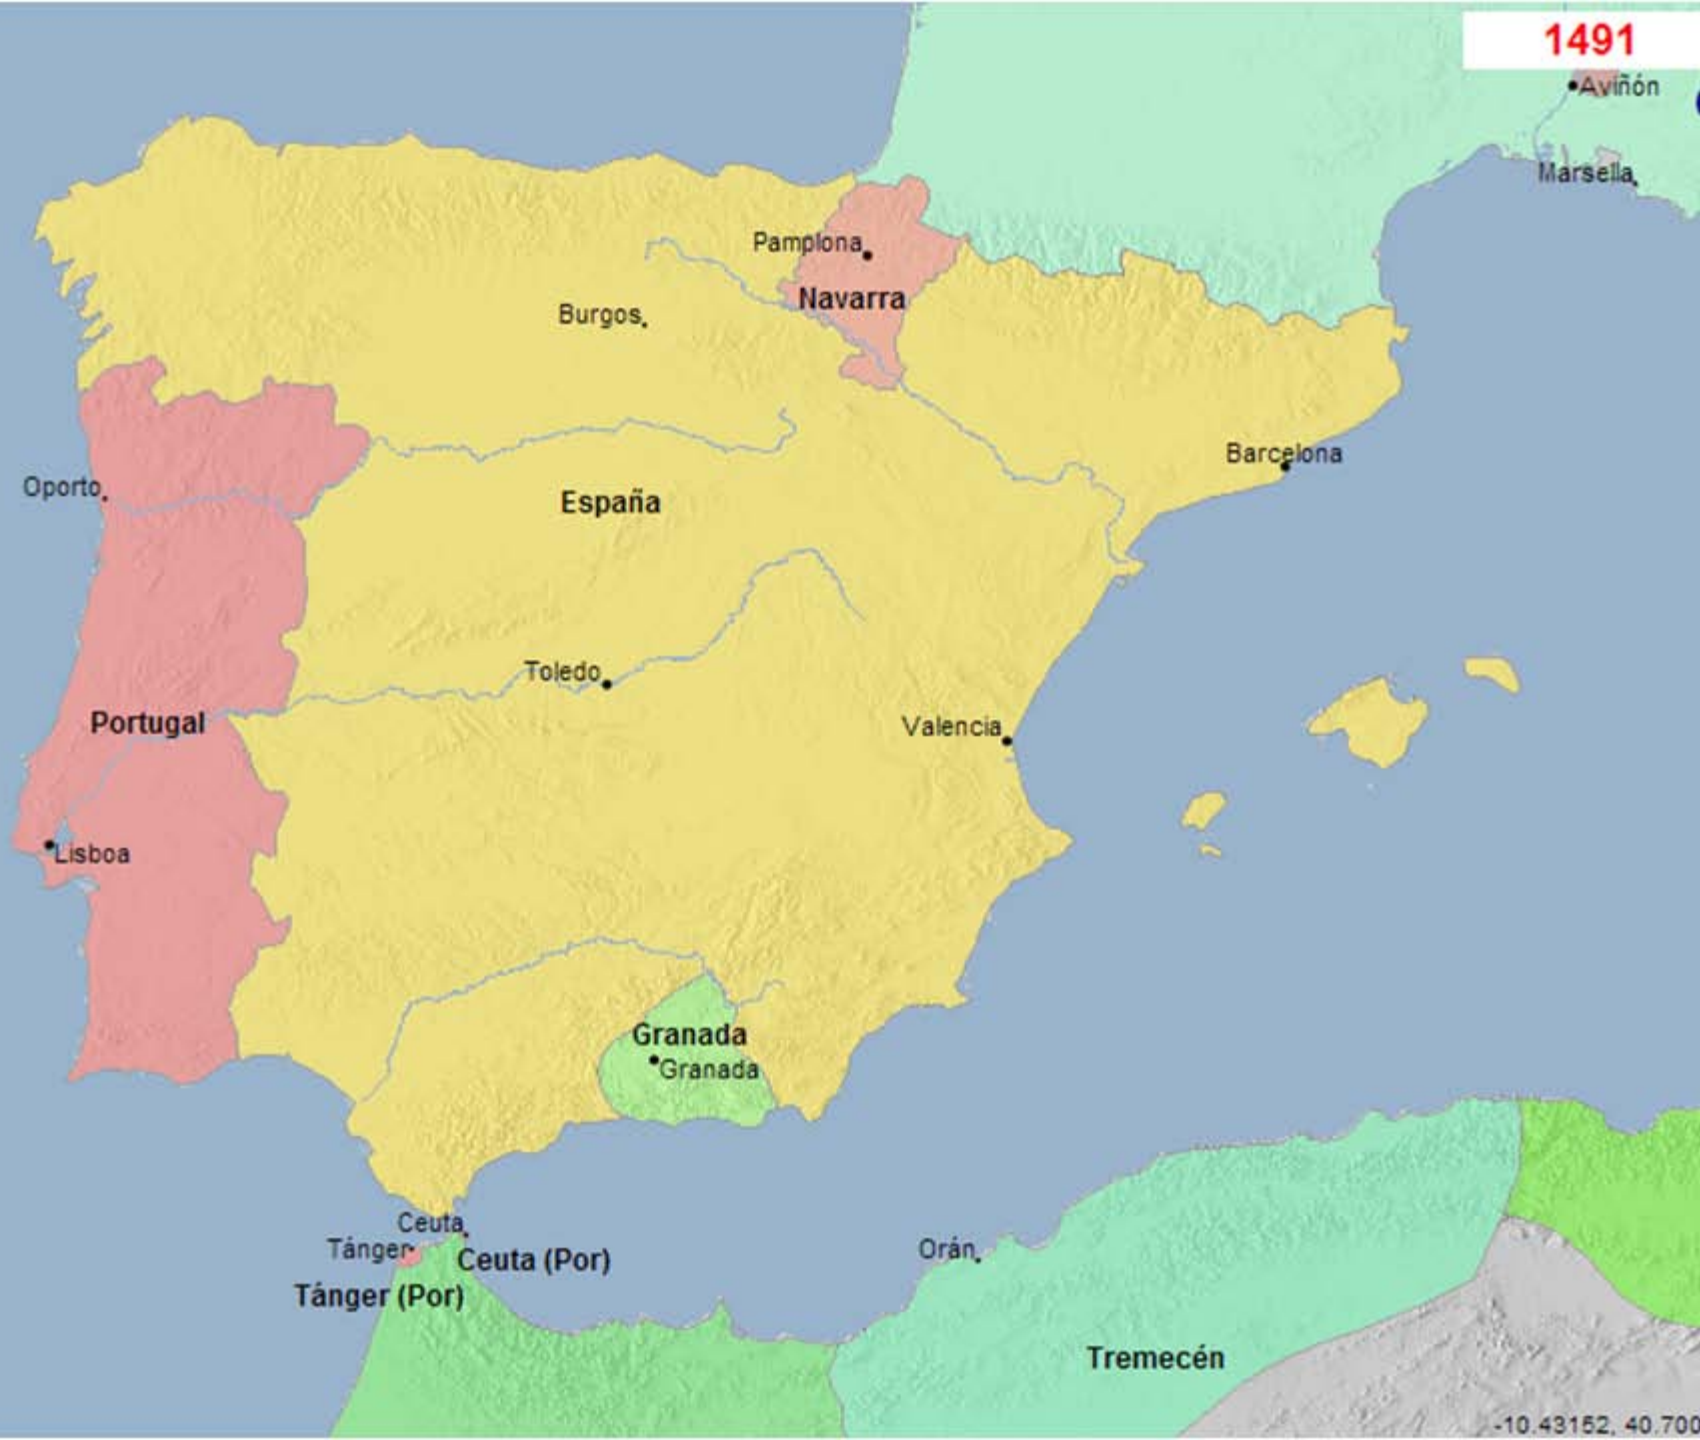 1491
Aviñón
Marsella
Pamplona
Navarra
Burgos
Barcelona
Oporto
España
Toledo
Portugal
Valencia
Lisboa
Granada
Granada
Ceuta
Tánger
Ceuta (Por)
Orán
Tánger (Por)
Tremecén
-10.43152, 40.700